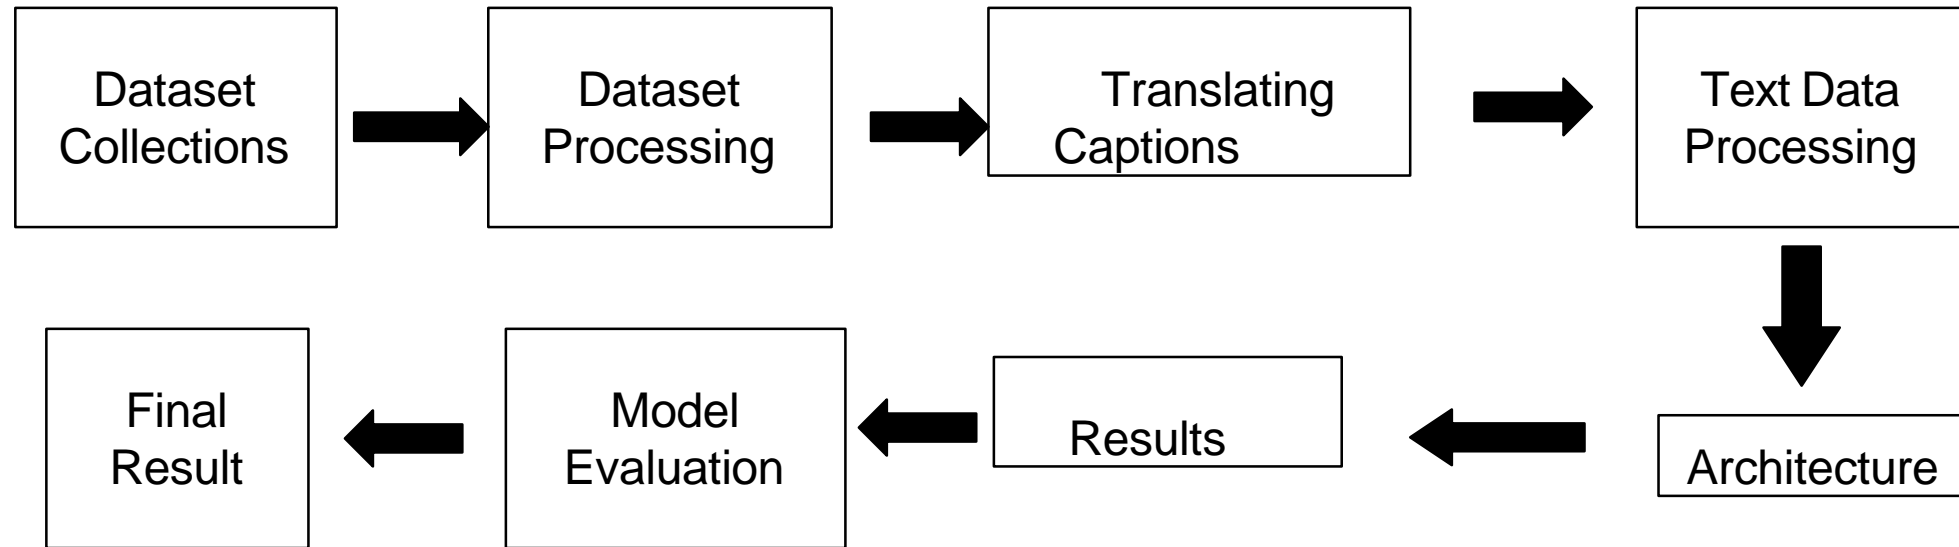 Dataset
Collections
Dataset
Processing
Translating
Captions
Text Data
Processing
Final
Result
Model
Evaluation
Results
Architecture